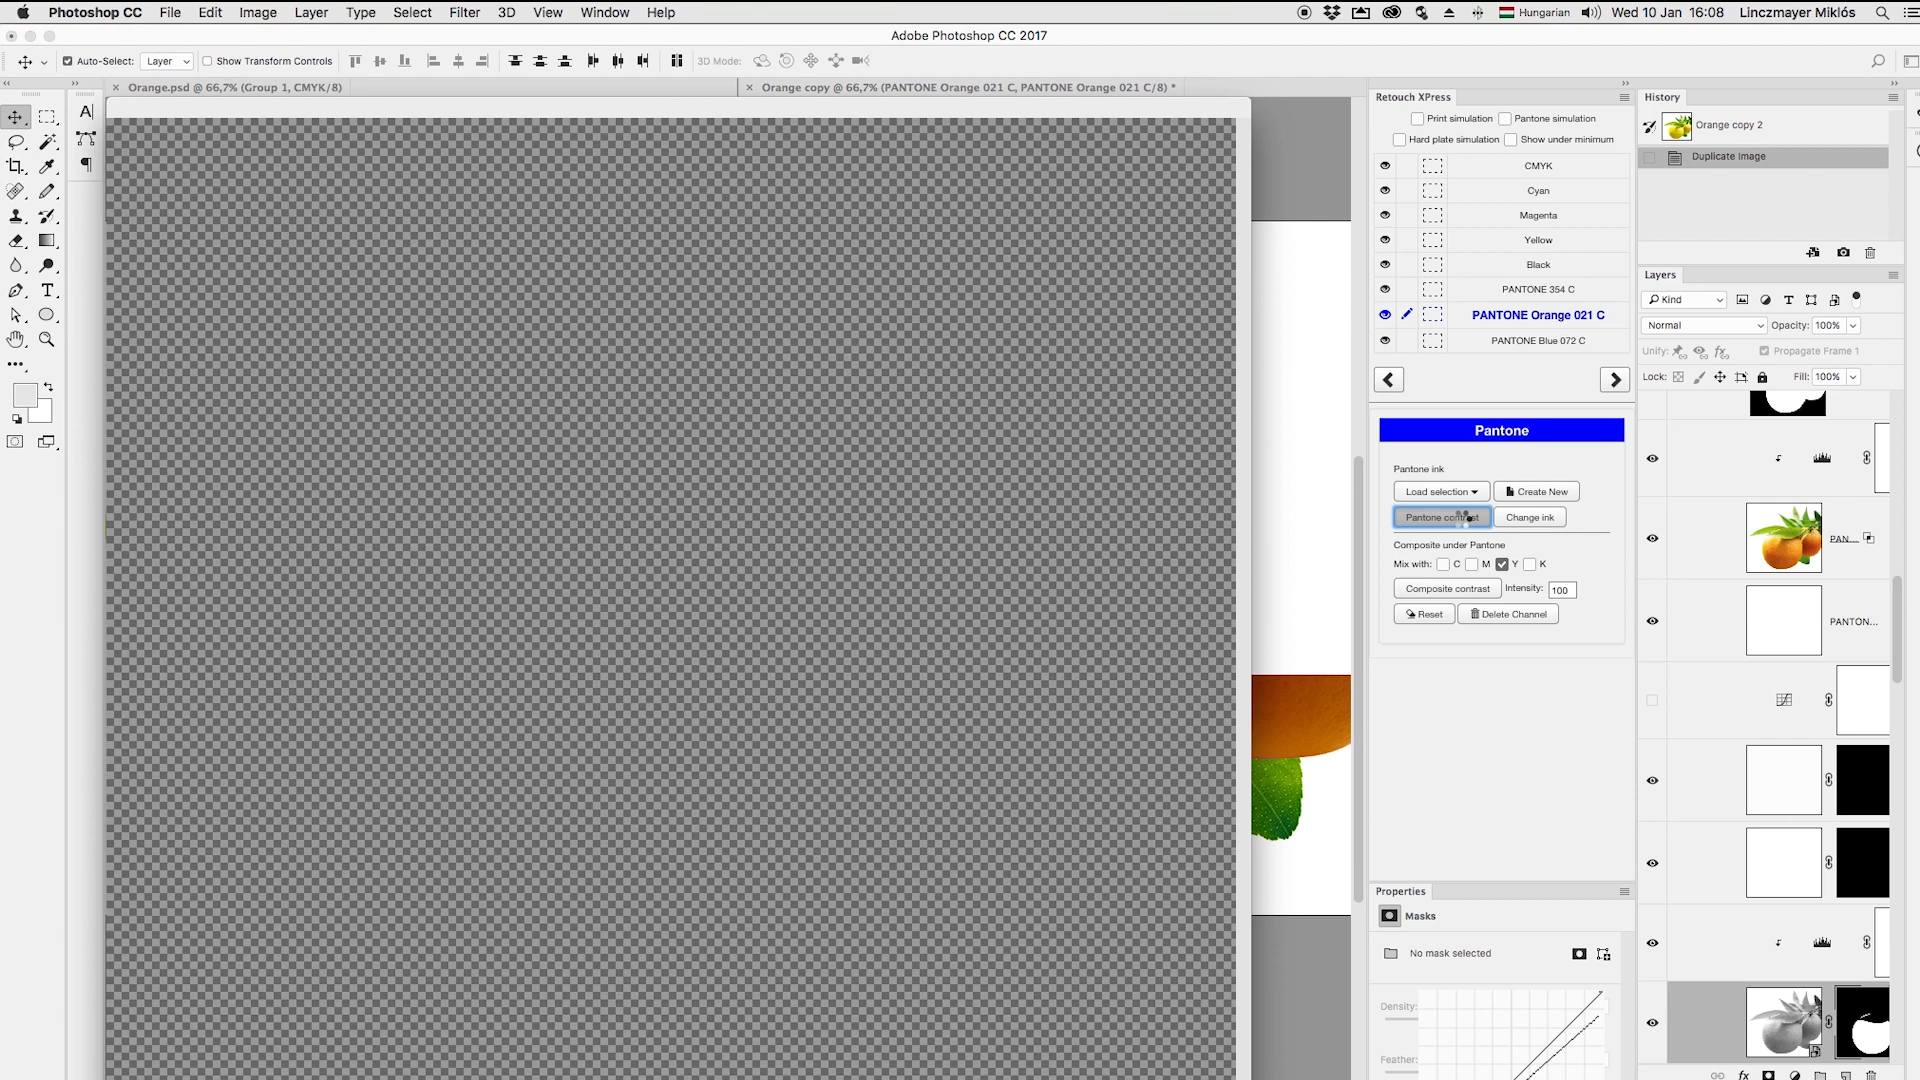 Photoshop CC File Edit Image Layer Type Select Filter 3D View Window Help Hungarian Wed 10 Jan 16:08 Linczmayer Miklós
Adobe Photoshop CC 2017
Auto-Select: Layer Show Transform Controls 3D Mode:
Orange.psd @ 66,7% (Group 1, CMYK/8)
Orange copy @ 66,7% (PANTONE Orange 021 C, PANTONE Orange 021 C/8) *
Retouch XPress
Print simulation Pantone simulation
Hard plate simulation Show under minimum
CMYK
Cyan
Magenta
Yellow
Black
PANTONE 354 C
PANTONE Orange 021 C
PANTONE Blue 072 C
Pantone
Pantone ink
Load selection Create New
Pantone contrast Change ink
Composite under Pantone
Mix with: C M Y K
Composite contrast Intensity: 100
Reset Delete Channel
Properties
Masks
No mask selected
Density:
Feather:
History
Orange copy 2
Duplicate Image
Layers
Kind
Normal Opacity: 100%
Unify: Propagate Frame 1
Lock: Fill: 100%
PAN...
PANTON...